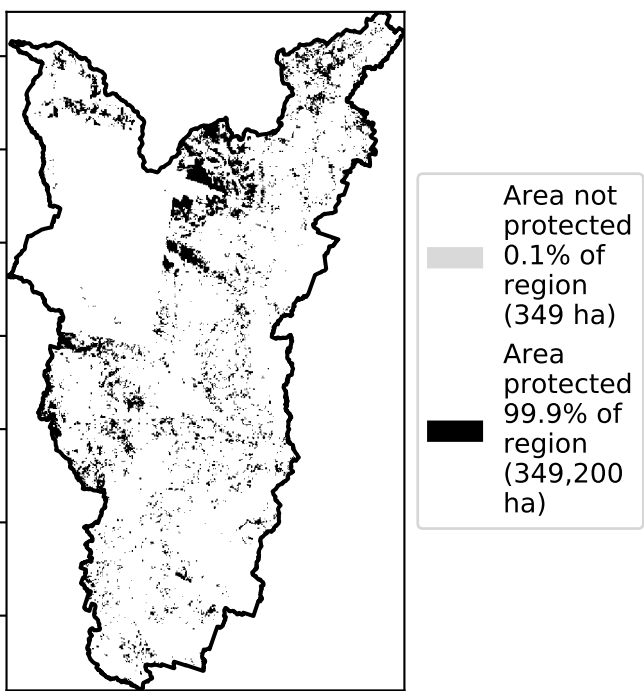 Area not
protected
0.1% of
region
(349 ha)
Area
protected
99.9% of
region
(349,200
ha)